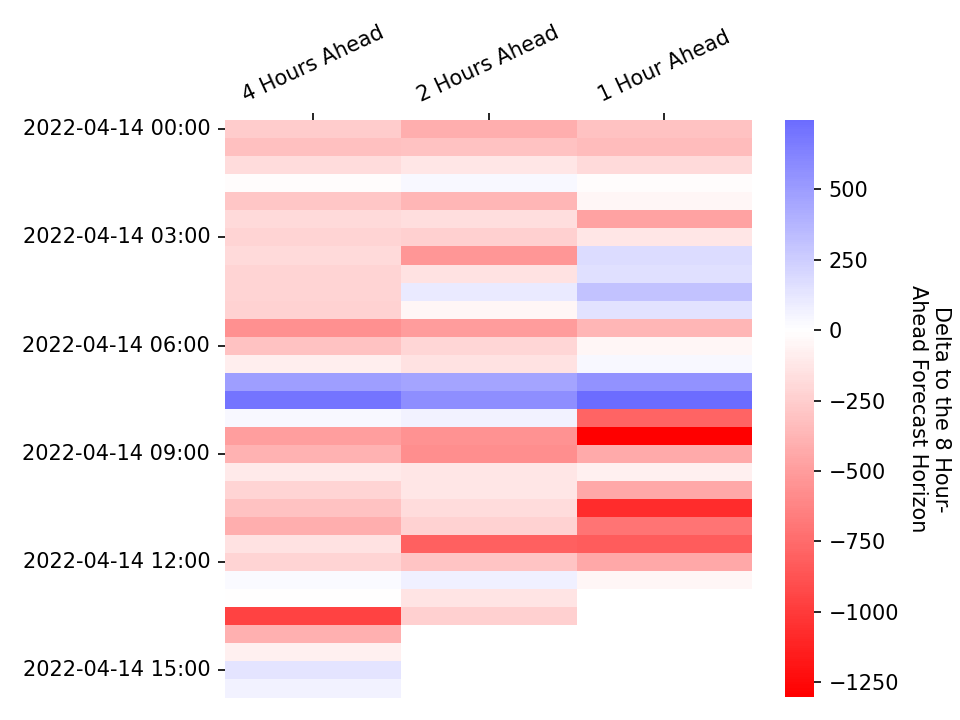 4 Hours Ahead
2 Hours Ahead
1 Hour Ahead
2022-04-14 00:00
2022-04-14 03:00
2022-04-14 06:00
2022-04-14 09:00
2022-04-14 12:00
2022-04-14 15:00
500
250
0
−250
−500
−750
−1000
−1250
Delta to the 8 Hour-
Ahead Forecast Horizon